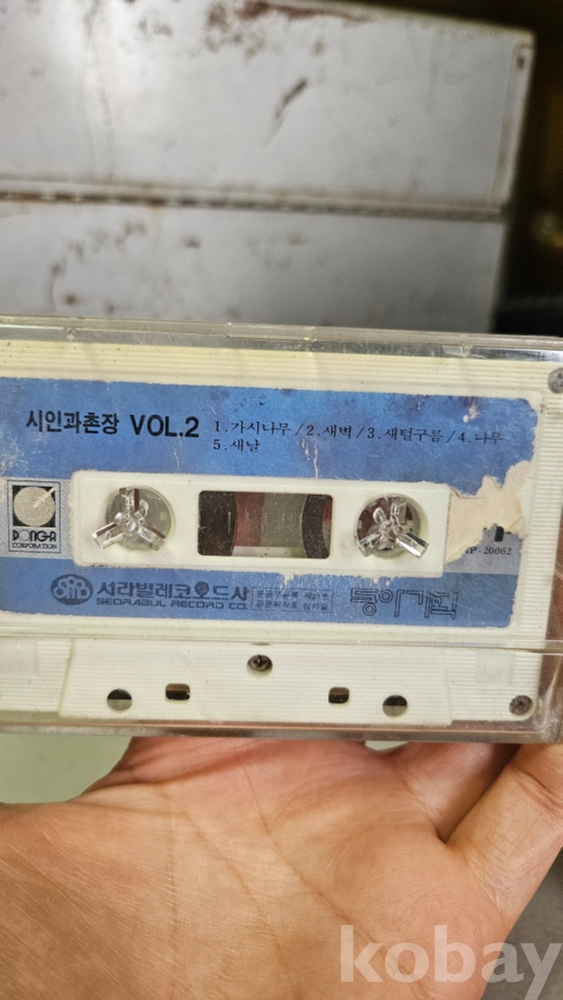 시인과촌장 VOL.2
1.가시나무/2.새벽/3.새털구름/4.나무
5.새날
DONG-A
CORPORATION
P-20062
서라벌레코오드사
SEORABUL RECORD CO.
동아기획
kobay